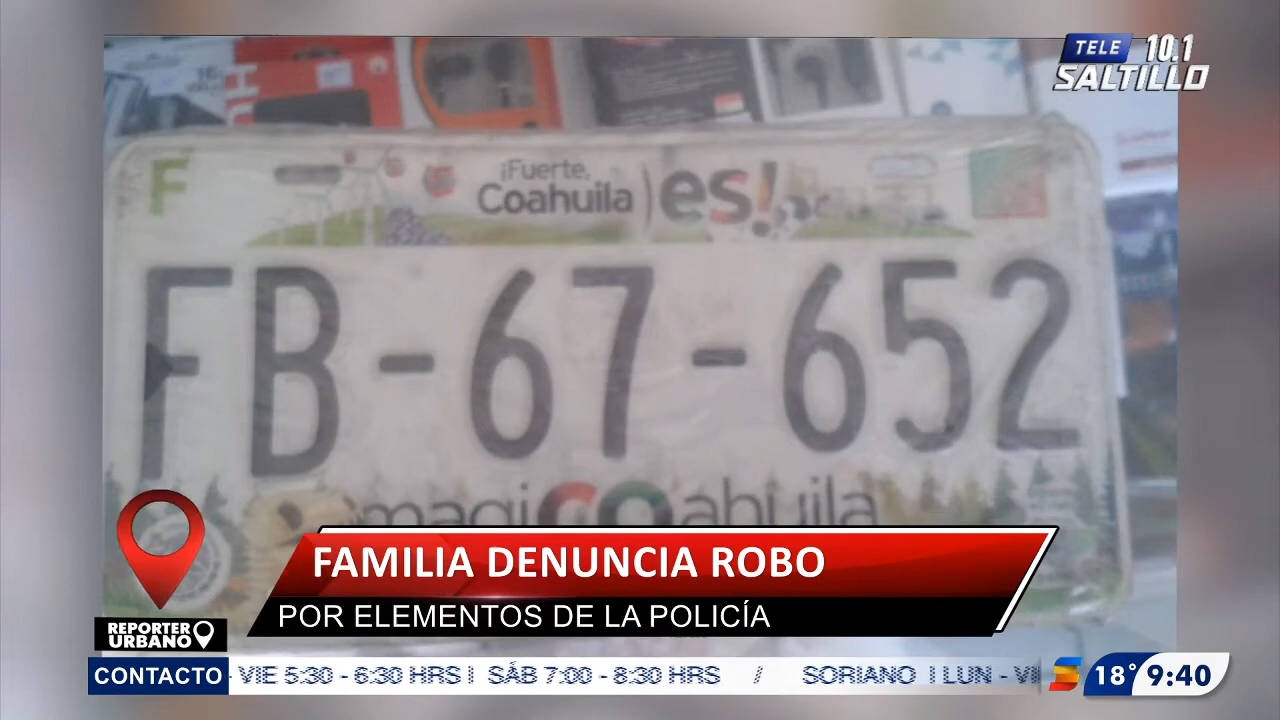 TELE 10.1
SALTILLO
F
¡Fuerte,
Coahuila
es!
FB-67-652
magiCOahuila
FAMILIA DENUNCIA ROBO
POR ELEMENTOS DE LA POLICÍA
REPORTER
URBANO
CONTACTO
- VIE 5:30 - 9:30 HRS | SÁB 7:00 - 8:30 HRS / SORIANO | LUN - VI
18° 9:40